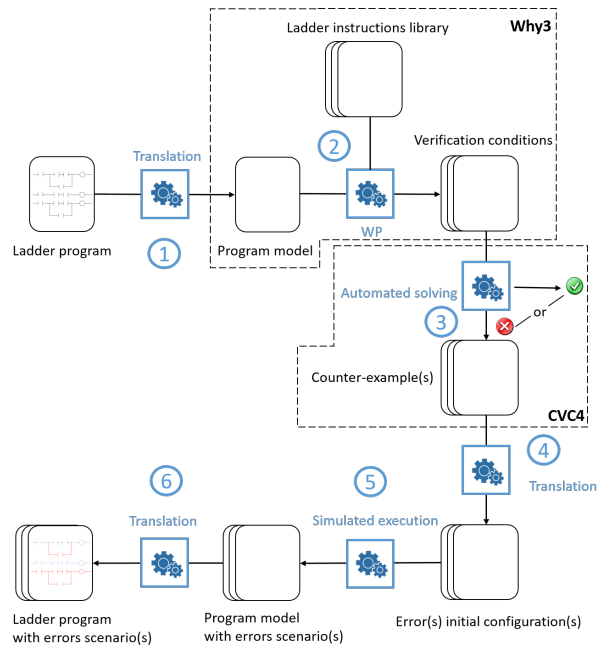 Ladder instructions library
Why3
2
Translation
Verification conditions
Ladder program
1
Program model
WP
Automated solving
or
3
Counter-example(s)
CVC4
4
Translation
6
5
Translation
Simulated execution
Ladder program
with errors scenario(s)
Program model
with errors scenario(s)
Error(s) initial configuration(s)